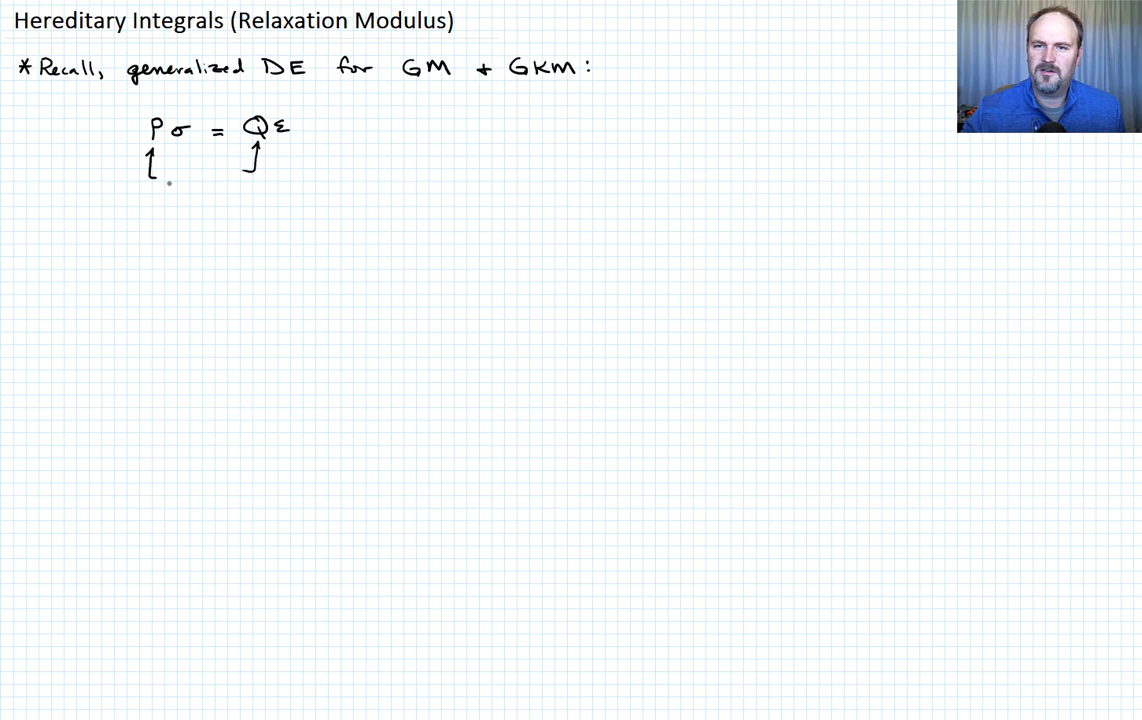 Hereditary Integrals (Relaxation Modulus)
* Recall, generalized DE for GM + GKM:
Pσ = Qε